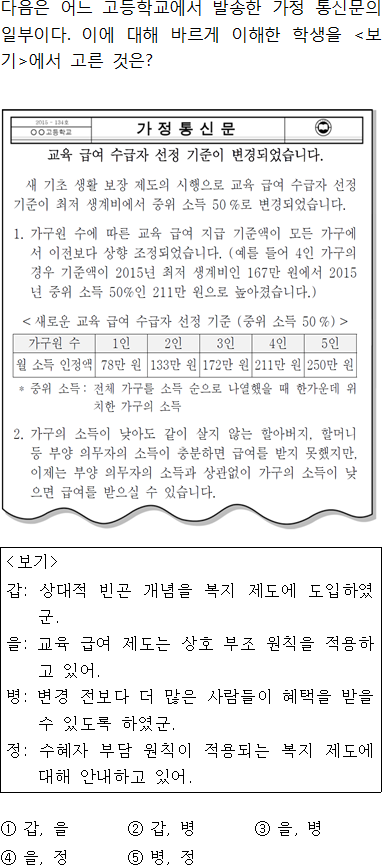 다음은 어느 고등학교에서 발송한 가정 통신문의
일부이다. 이에 대해 바르게 이해한 학생을 <보
기>에서 고른 것은?
2015 - 134호
○○고등학교
가정통신문
교육 급여 수급자 선정 기준이 변경되었습니다.
새 기초 생활 보장 제도의 시행으로 교육 급여 수급자 선정
기준이 최저 생계비에서 중위 소득 50%로 변경되었습니다.
1. 가구원 수에 따른 교육 급여 지급 기준액이 모든 가구에
서 이전보다 상향 조정되었습니다. (예를 들어 4인 가구의
경우 기준액이 2015년 최저 생계비인 167만 원에서 2015
년 중위 소득 50%인 211만 원으로 높아졌습니다.)
<새로운 교육 급여 수급자 선정 기준 (중위 소득 50%)>
가구원 수 1인 2인 3인 4인 5인
월 소득 인정액 78만 원 133만 원 172만 원 211만 원 250만 원
* 중위 소득: 전체 가구를 소득 순으로 나열했을 때 한가운데 위
치한 가구의 소득
2. 가구의 소득이 낮아도 같이 살지 않는 할아버지, 할머니
등 부양 의무자의 소득이 충분하면 급여를 받지 못했지만,
이제는 부양 의무자의 소득과 상관없이 가구의 소득이 낮
으면 급여를 받으실 수 있습니다.
<보기>
갑: 상대적 빈곤 개념을 복지 제도에 도입하였
군.
을: 교육 급여 제도는 상호 부조 원칙을 적용하
고 있어.
병: 변경 전보다 더 많은 사람들이 혜택을 받을
수 있도록 하였군.
정: 수혜자 부담 원칙이 적용되는 복지 제도에
대해 안내하고 있어.
① 갑, 을 ② 갑, 병 ③ 을, 병
④ 을, 정 ⑤ 병, 정